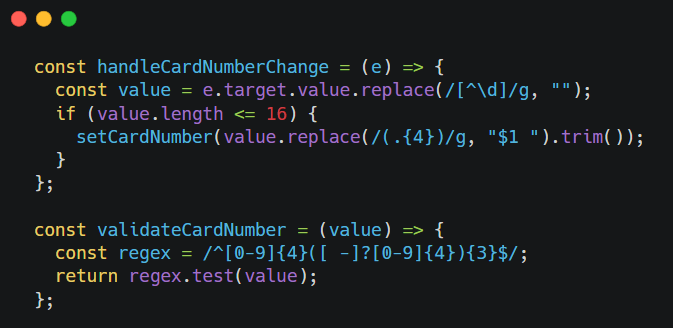 const handleCardNumberChange = (e) => {
  const value = e.target.value.replace(/[^\d]/g, "");
  if (value.length <= 16) {
    setCardNumber(value.replace(/(.{4})/g, "$1 ").trim());
  }
};

const validateCardNumber = (value) => {
  const regex = /^[0-9]{4}([ -]?[0-9]{4}){3}$/;
  return regex.test(value);
};